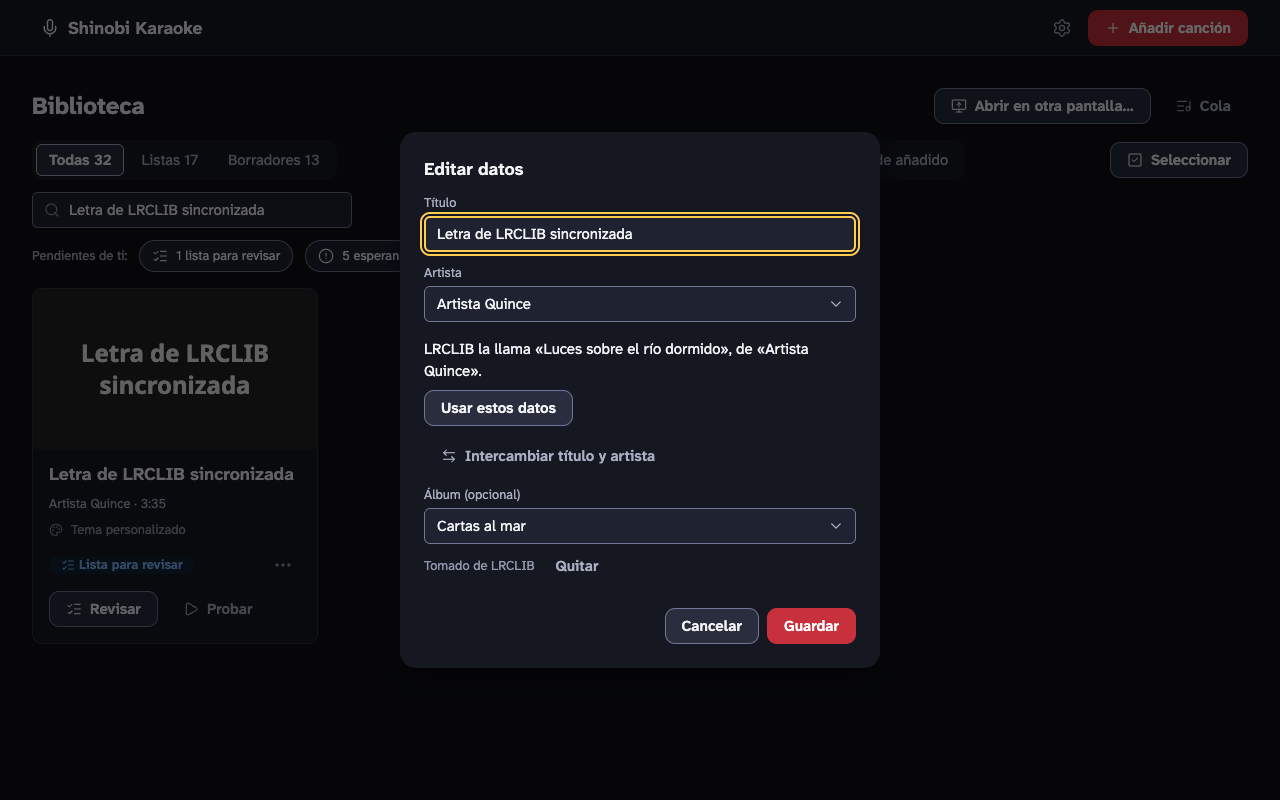 Shinobi Karaoke
Añadir canción
Biblioteca
Abrir en otra pantalla...
Cola
Todas 32
Listas 17
Borradores 13
de añadido
Seleccionar
Letra de LRCLIB sincronizada
Pendientes de ti:
1 lista para revisar
5 esperan
Letra de LRCLIB
sincronizada
Letra de LRCLIB sincronizada
Artista Quince · 3:35
Tema personalizado
Lista para revisar
Revisar
Probar
Editar datos
Título
Letra de LRCLIB sincronizada
Artista
Artista Quince
LRCLIB la llama «Luces sobre el río dormido», de «Artista
Quince».
Usar estos datos
Intercambiar título y artista
Álbum (opcional)
Cartas al mar
Tomado de LRCLIB
Quitar
Cancelar
Guardar